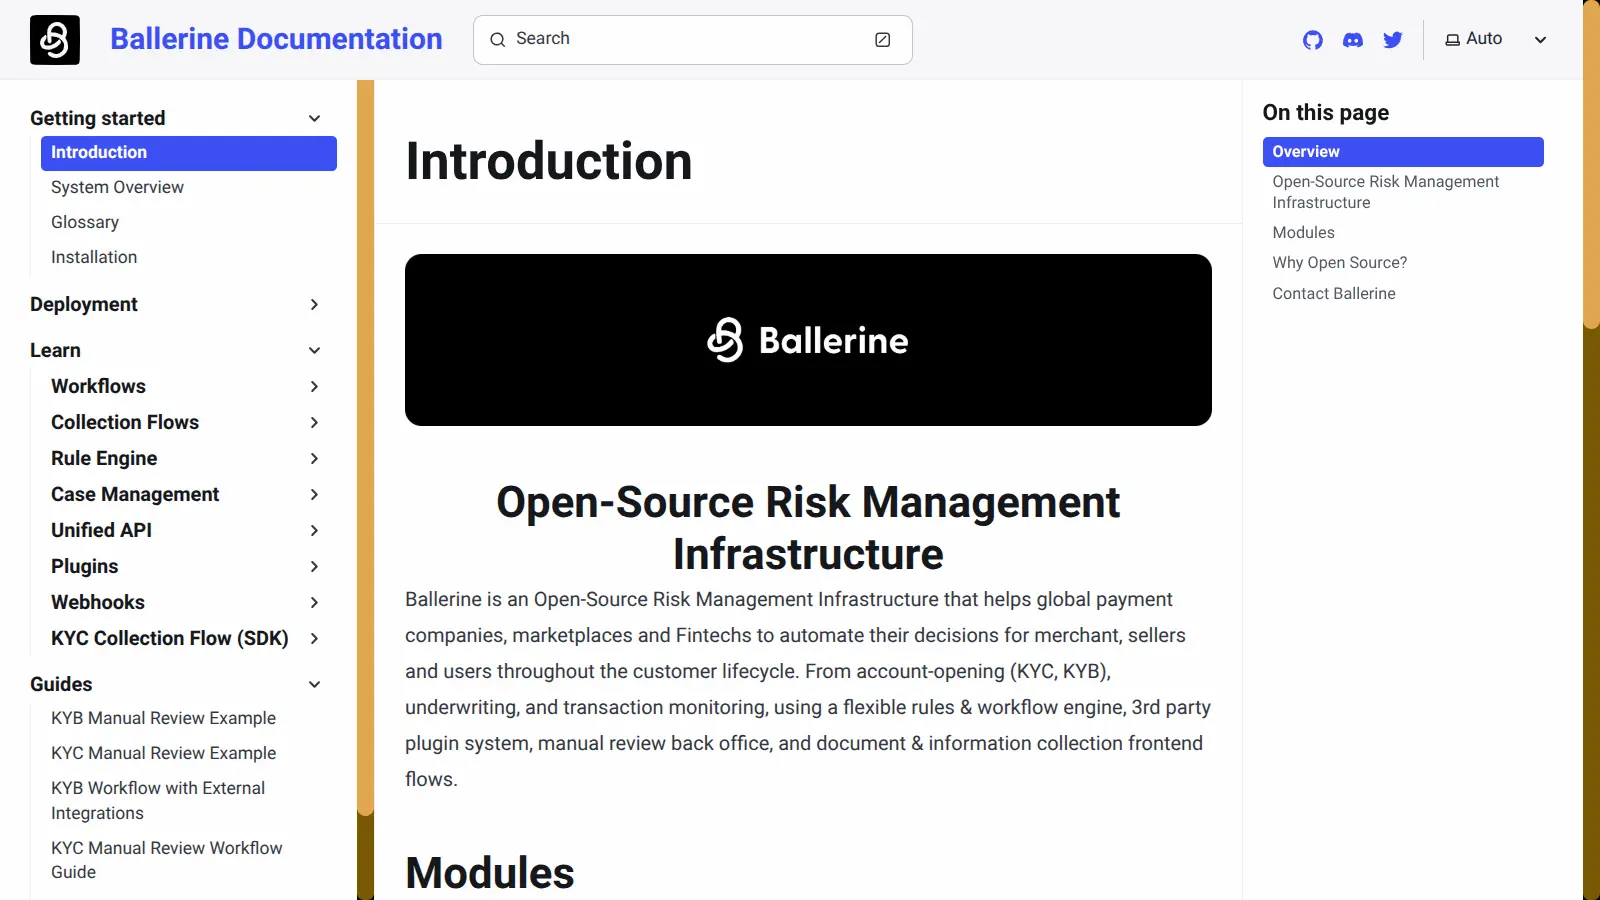 Ballerine Documentation
Search
Auto
Getting started
Introduction
System Overview
Glossary
Installation
Deployment
Learn
Workflows
Collection Flows
Rule Engine
Case Management
Unified API
Plugins
Webhooks
KYC Collection Flow (SDK)
Guides
KYB Manual Review Example
KYC Manual Review Example
KYB Workflow with External
Integrations
KYC Manual Review Workflow
Guide
Introduction
Ballerine
Open-Source Risk Management
Infrastructure
Ballerine is an Open-Source Risk Management Infrastructure that helps global payment
companies, marketplaces and Fintechs to automate their decisions for merchant, sellers
and users throughout the customer lifecycle. From account-opening (KYC, KYB),
underwriting, and transaction monitoring, using a flexible rules & workflow engine, 3rd party
plugin system, manual review back office, and document & information collection frontend
flows.
Modules
On this page
Overview
Open-Source Risk Management
Infrastructure
Modules
Why Open Source?
Contact Ballerine